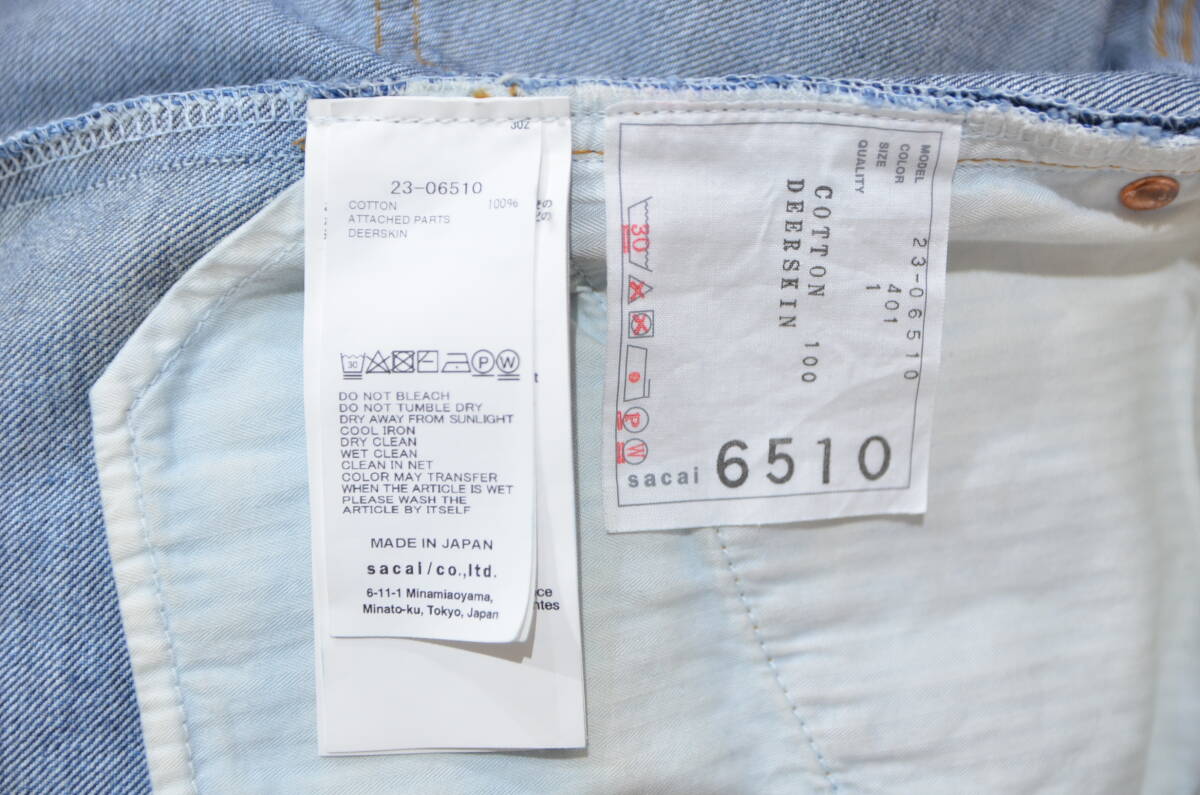 302
23-06510
COTTON 100%
ATTACHED PARTS
DEERSKIN
30
P W
DO NOT BLEACH
DO NOT TUMBLE DRY
DRY AWAY FROM SUNLIGHT
COOL IRON
DRY CLEAN
WET CLEAN
CLEAN IN NET
COLOR MAY TRANSFER
WHEN THE ARTICLE IS WET
PLEASE WASH THE
ARTICLE BY ITSELF
MADE IN JAPAN
sacai/co.,ltd.
6-11-1 Minamiaoyama,
Minato-ku, Tokyo, Japan
t
ce
ntes
MODEL 23-06510
COLOR 401
SIZE 1
QUALITY
COTTON 100
DEERSKIN
30
P
W
sacai 6510